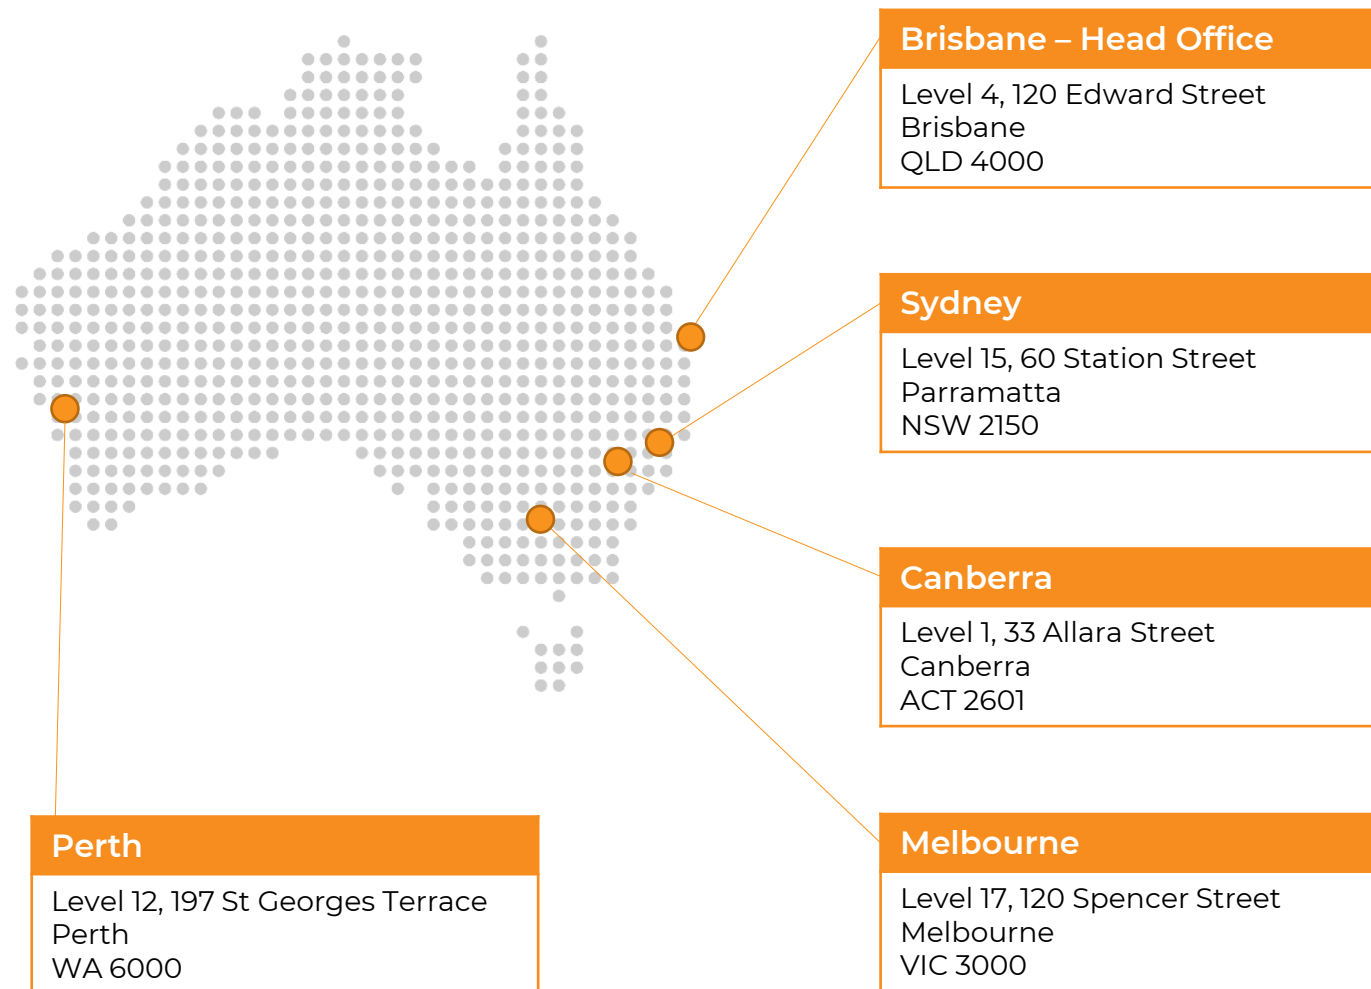 Brisbane – Head Office
Level 4, 120 Edward Street
Brisbane
QLD 4000
Sydney
Level 15, 60 Station Street
Parramatta
NSW 2150
Canberra
Level 1, 33 Allara Street
Canberra
ACT 2601
Melbourne
Level 17, 120 Spencer Street
Melbourne
VIC 3000
Perth
Level 12, 197 St Georges Terrace
Perth
WA 6000